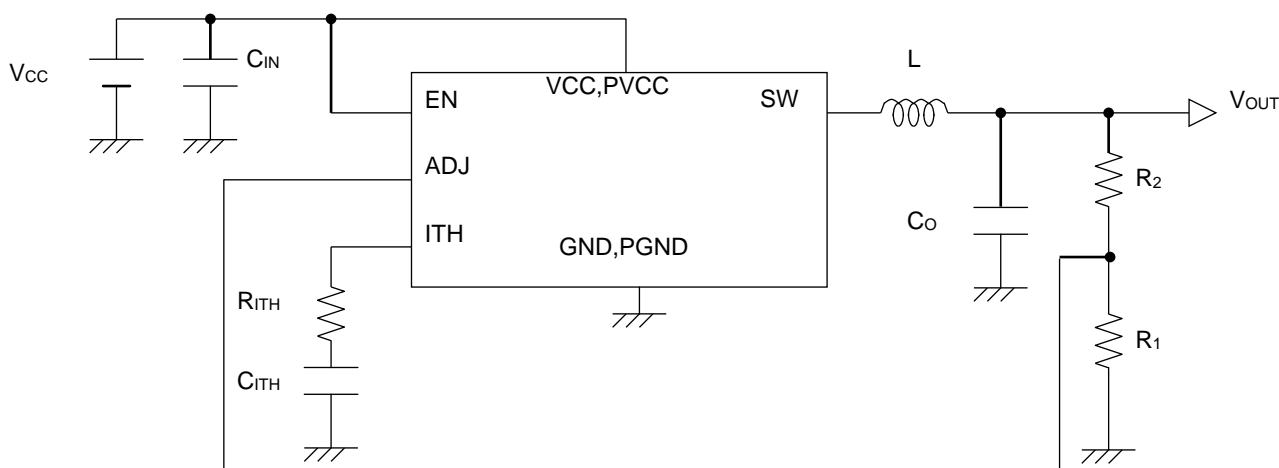 VCC
CIN
VCC,PVCC
EN
SW
ADJ
ITH
GND,PGND
L
VOUT
R2
CO
R1
RITH
CITH